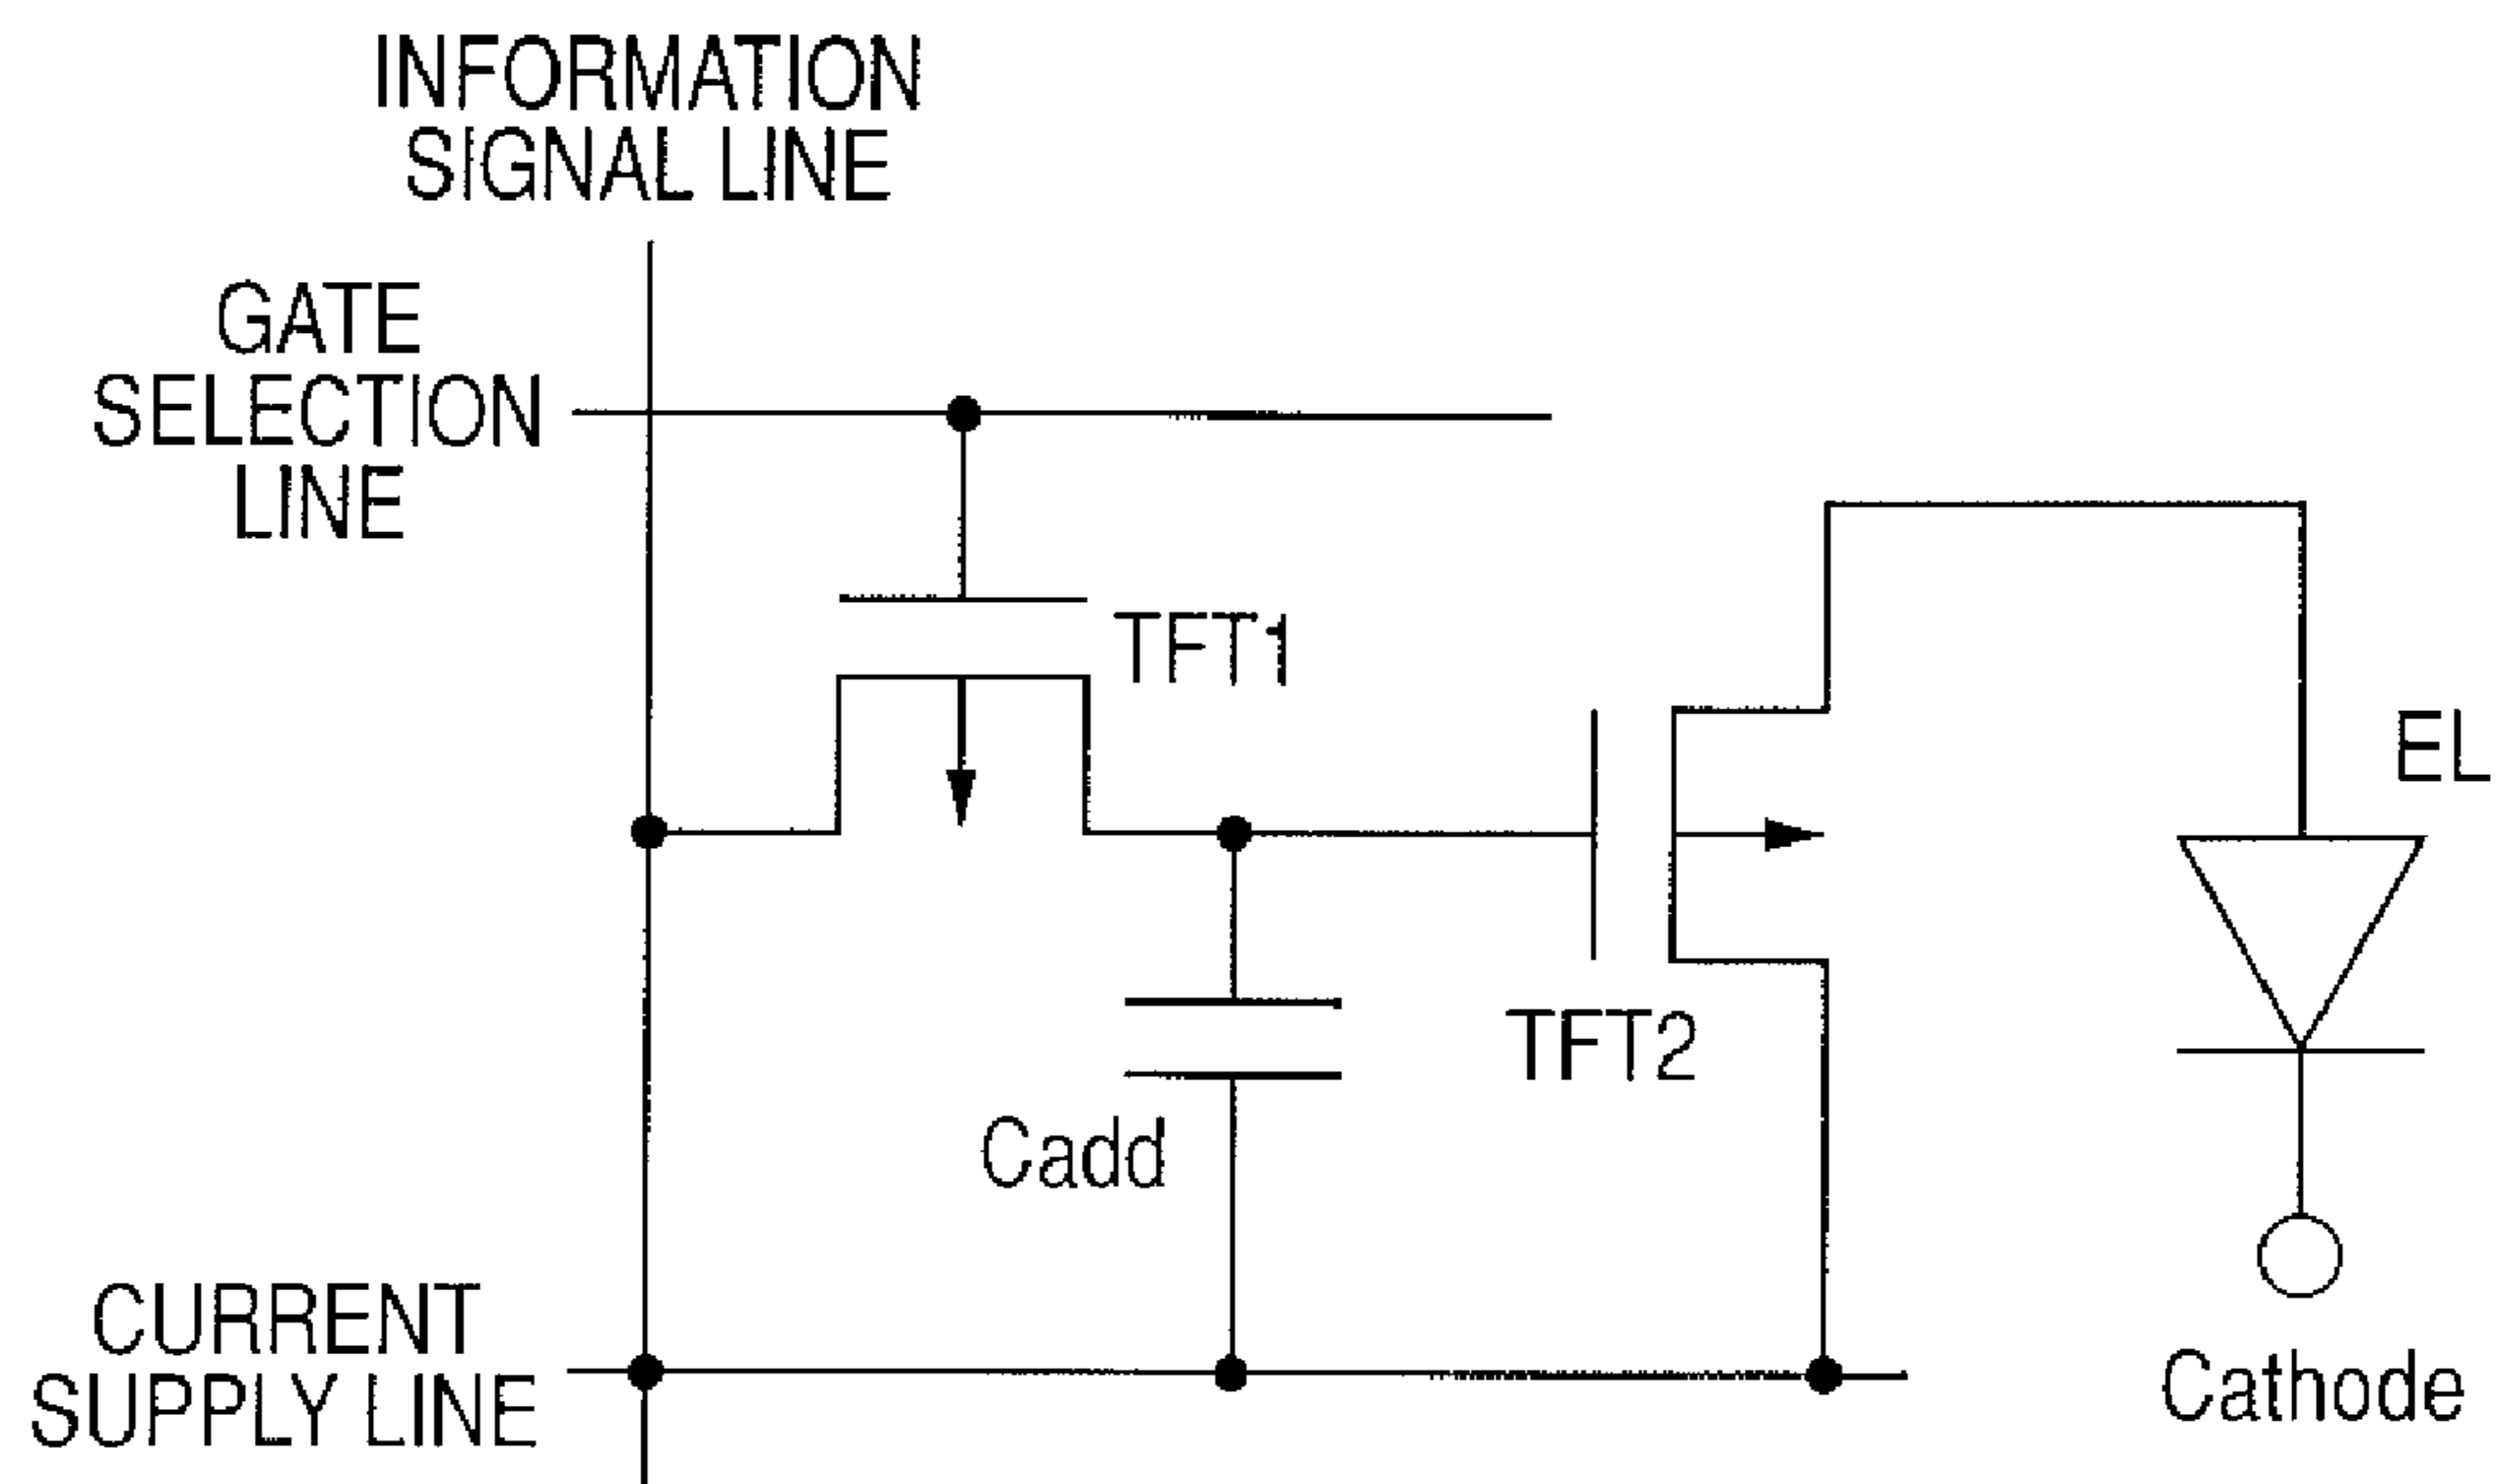 INFORMATION
SIGNAL LINE
GATE
SELECTION
LINE
TFT1
EL
TFT2
Cadd
CURRENT
SUPPLY LINE
Cathode